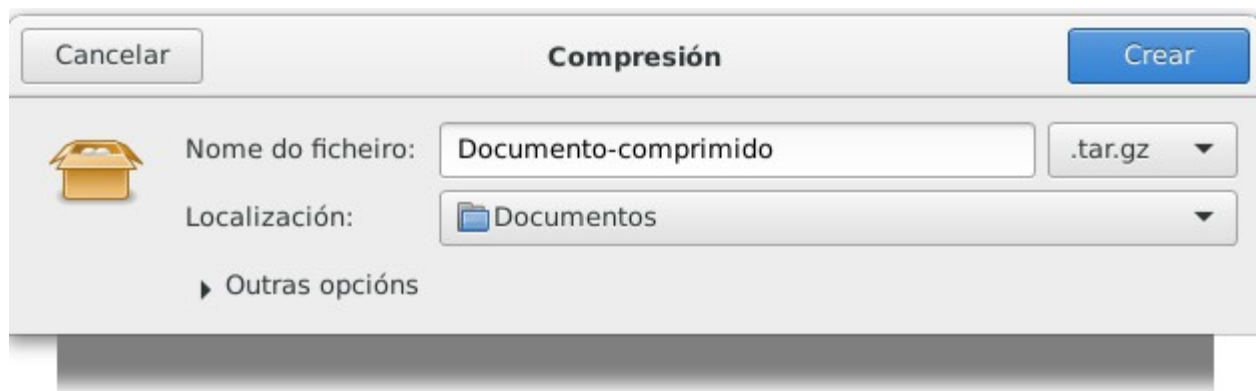 Cancelar Compresión Crear
Nome do ficheiro: Documento-comprimido .tar.gz
Localización: Documentos
Outras opcións